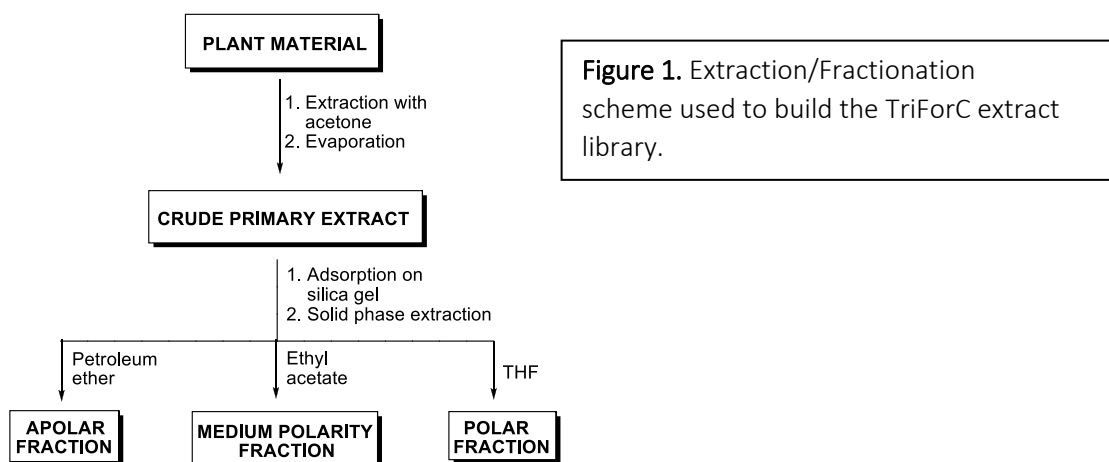 PLANT MATERIAL
1. Extraction with
acetone
2. Evaporation
CRUDE PRIMARY EXTRACT
1. Adsorption on
silica gel
2. Solid phase extraction
Petroleum
ether
Ethyl
acetate
THF
APOLAR
FRACTION
MEDIUM POLARITY
FRACTION
POLAR
FRACTION
Figure 1. Extraction/Fractionation
scheme used to build the TriForC extract
library.